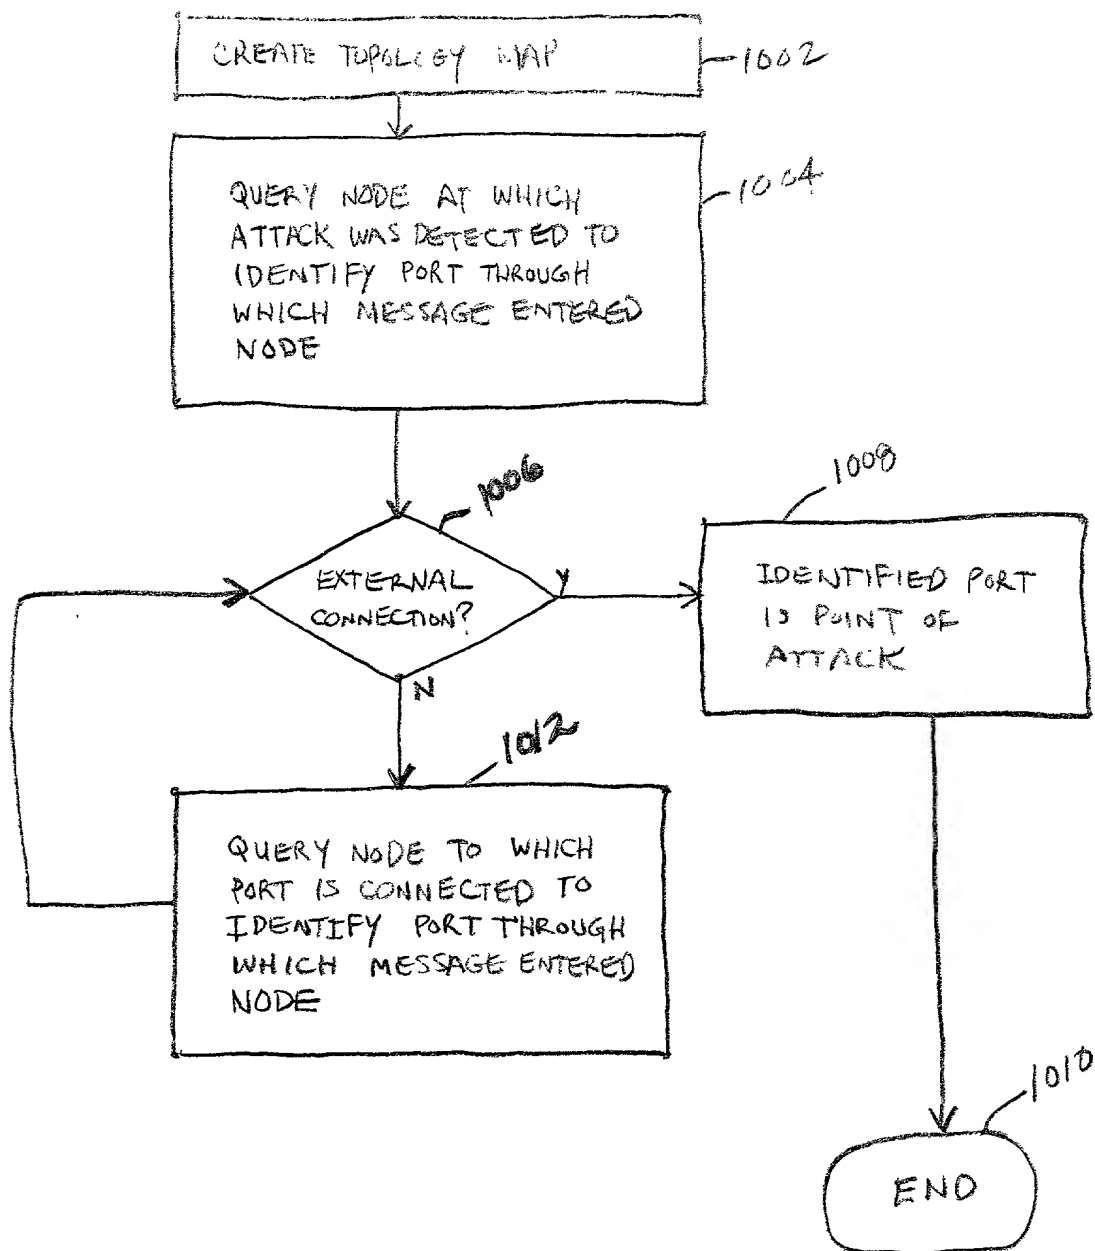 CREATE TOPOLOGY MAP
1002
QUERY NODE AT WHICH
ATTACK WAS DETECTED TO
IDENTIFY PORT THROUGH
WHICH MESSAGE ENTERED
NODE
1004
1006
EXTERNAL
CONNECTION?
Y
N
1008
IDENTIFIED PORT
IS POINT OF
ATTACK
1012
QUERY NODE TO WHICH
PORT IS CONNECTED TO
IDENTIFY PORT THROUGH
WHICH MESSAGE ENTERED
NODE
1010
END